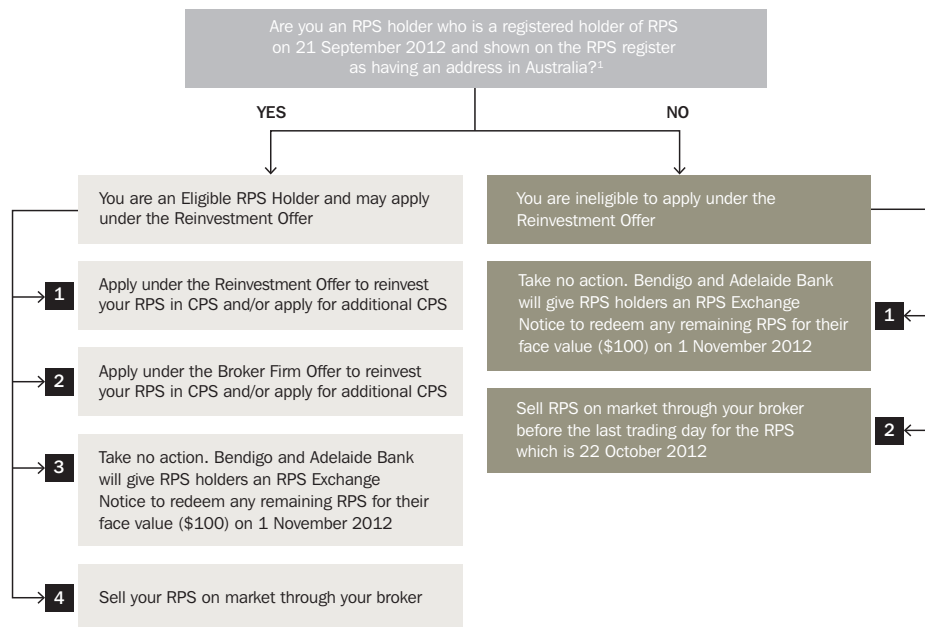 Are you an RPS holder who is a registered holder of RPS
on 21 September 2012 and shown on the RPS register
as having an address in Australia?¹
YES
NO
You are an Eligible RPS Holder and may apply
under the Reinvestment Offer
1
Apply under the Reinvestment Offer to reinvest
your RPS in CPS and/or apply for additional CPS
2
Apply under the Broker Firm Offer to reinvest
your RPS in CPS and/or apply for additional CPS
3
Take no action. Bendigo and Adelaide Bank
will give RPS holders an RPS Exchange
Notice to redeem any remaining RPS for their
face value ($100) on 1 November 2012
4
Sell your RPS on market through your broker
You are ineligible to apply under the
Reinvestment Offer
Take no action. Bendigo and Adelaide Bank
will give RPS holders an RPS Exchange
Notice to redeem any remaining RPS for their
face value ($100) on 1 November 2012
1
Sell RPS on market through your broker
before the last trading day for the RPS
which is 22 October 2012
2